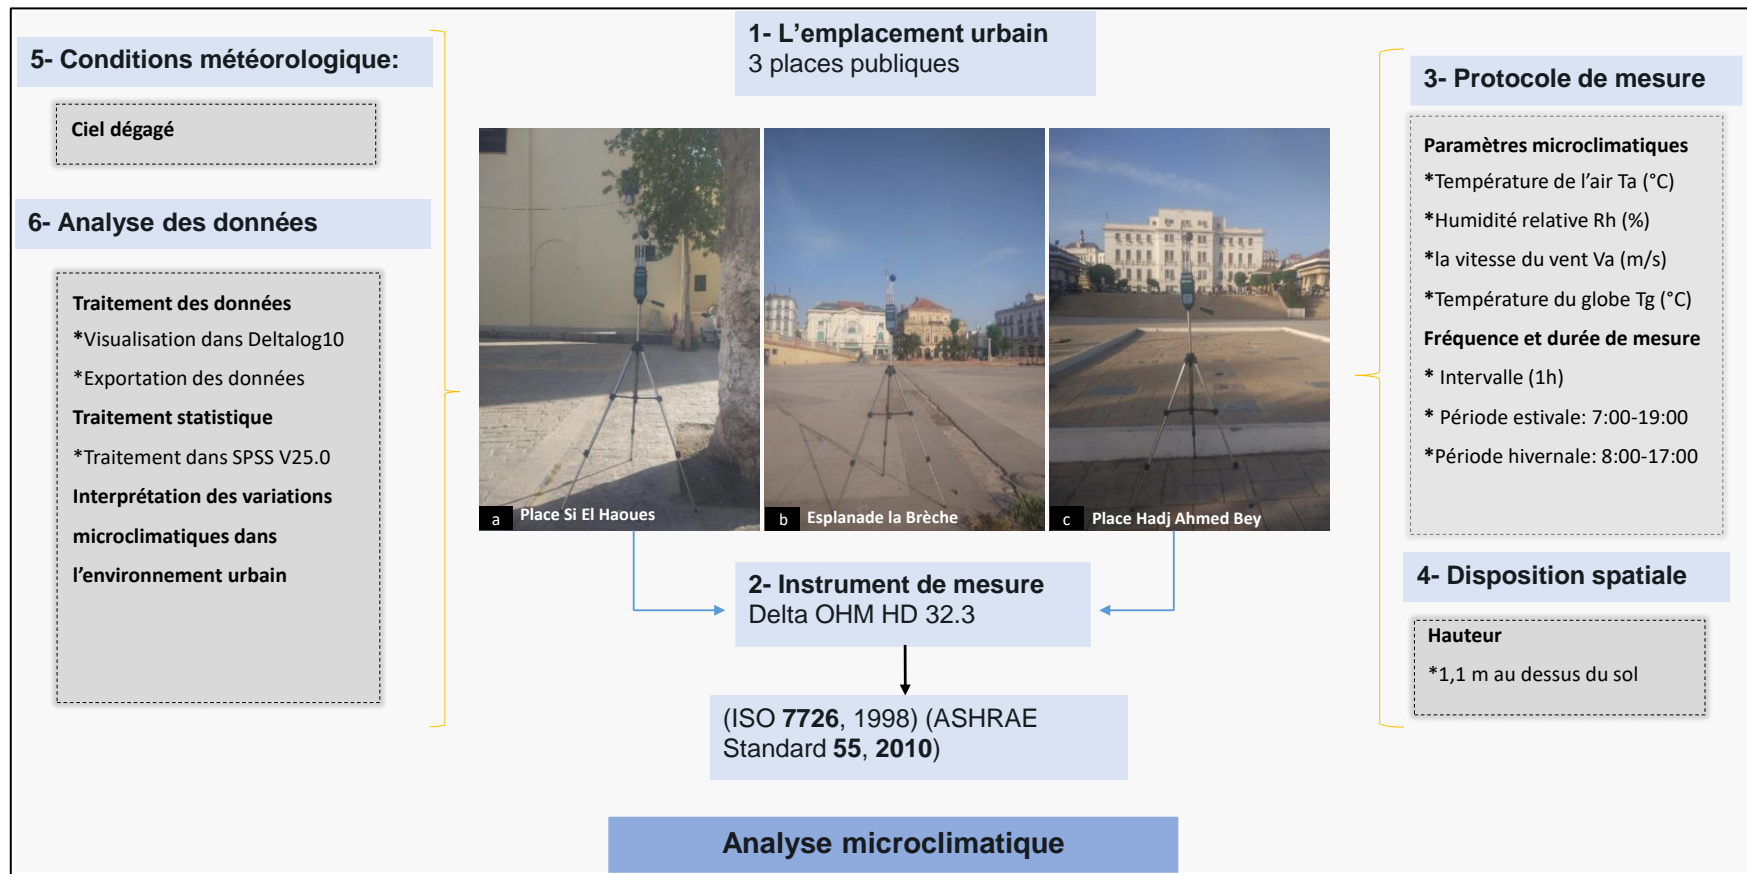 1- L’emplacement urbain
3 places publiques
a Place Si El Haoues
b Esplanade la Brèche
c Place Hadj Ahmed Bey
2- Instrument de mesure
Delta OHM HD 32.3
(ISO 7726, 1998) (ASHRAE
Standard 55, 2010)
3- Protocole de mesure
Paramètres microclimatiques
*Température de l’air Ta (°C)
*Humidité relative Rh (%)
*la vitesse du vent Va (m/s)
*Température du globe Tg (°C)
Fréquence et durée de mesure
* Intervalle (1h)
* Période estivale: 7:00-19:00
*Période hivernale: 8:00-17:00
4- Disposition spatiale
Hauteur
*1,1 m au dessus du sol
5- Conditions météorologique:
Ciel dégagé
6- Analyse des données
Traitement des données
*Visualisation dans Deltalog10
*Exportation des données
Traitement statistique
*Traitement dans SPSS V25.0
Interprétation des variations
microclimatiques dans
l’environnement urbain
Analyse microclimatique